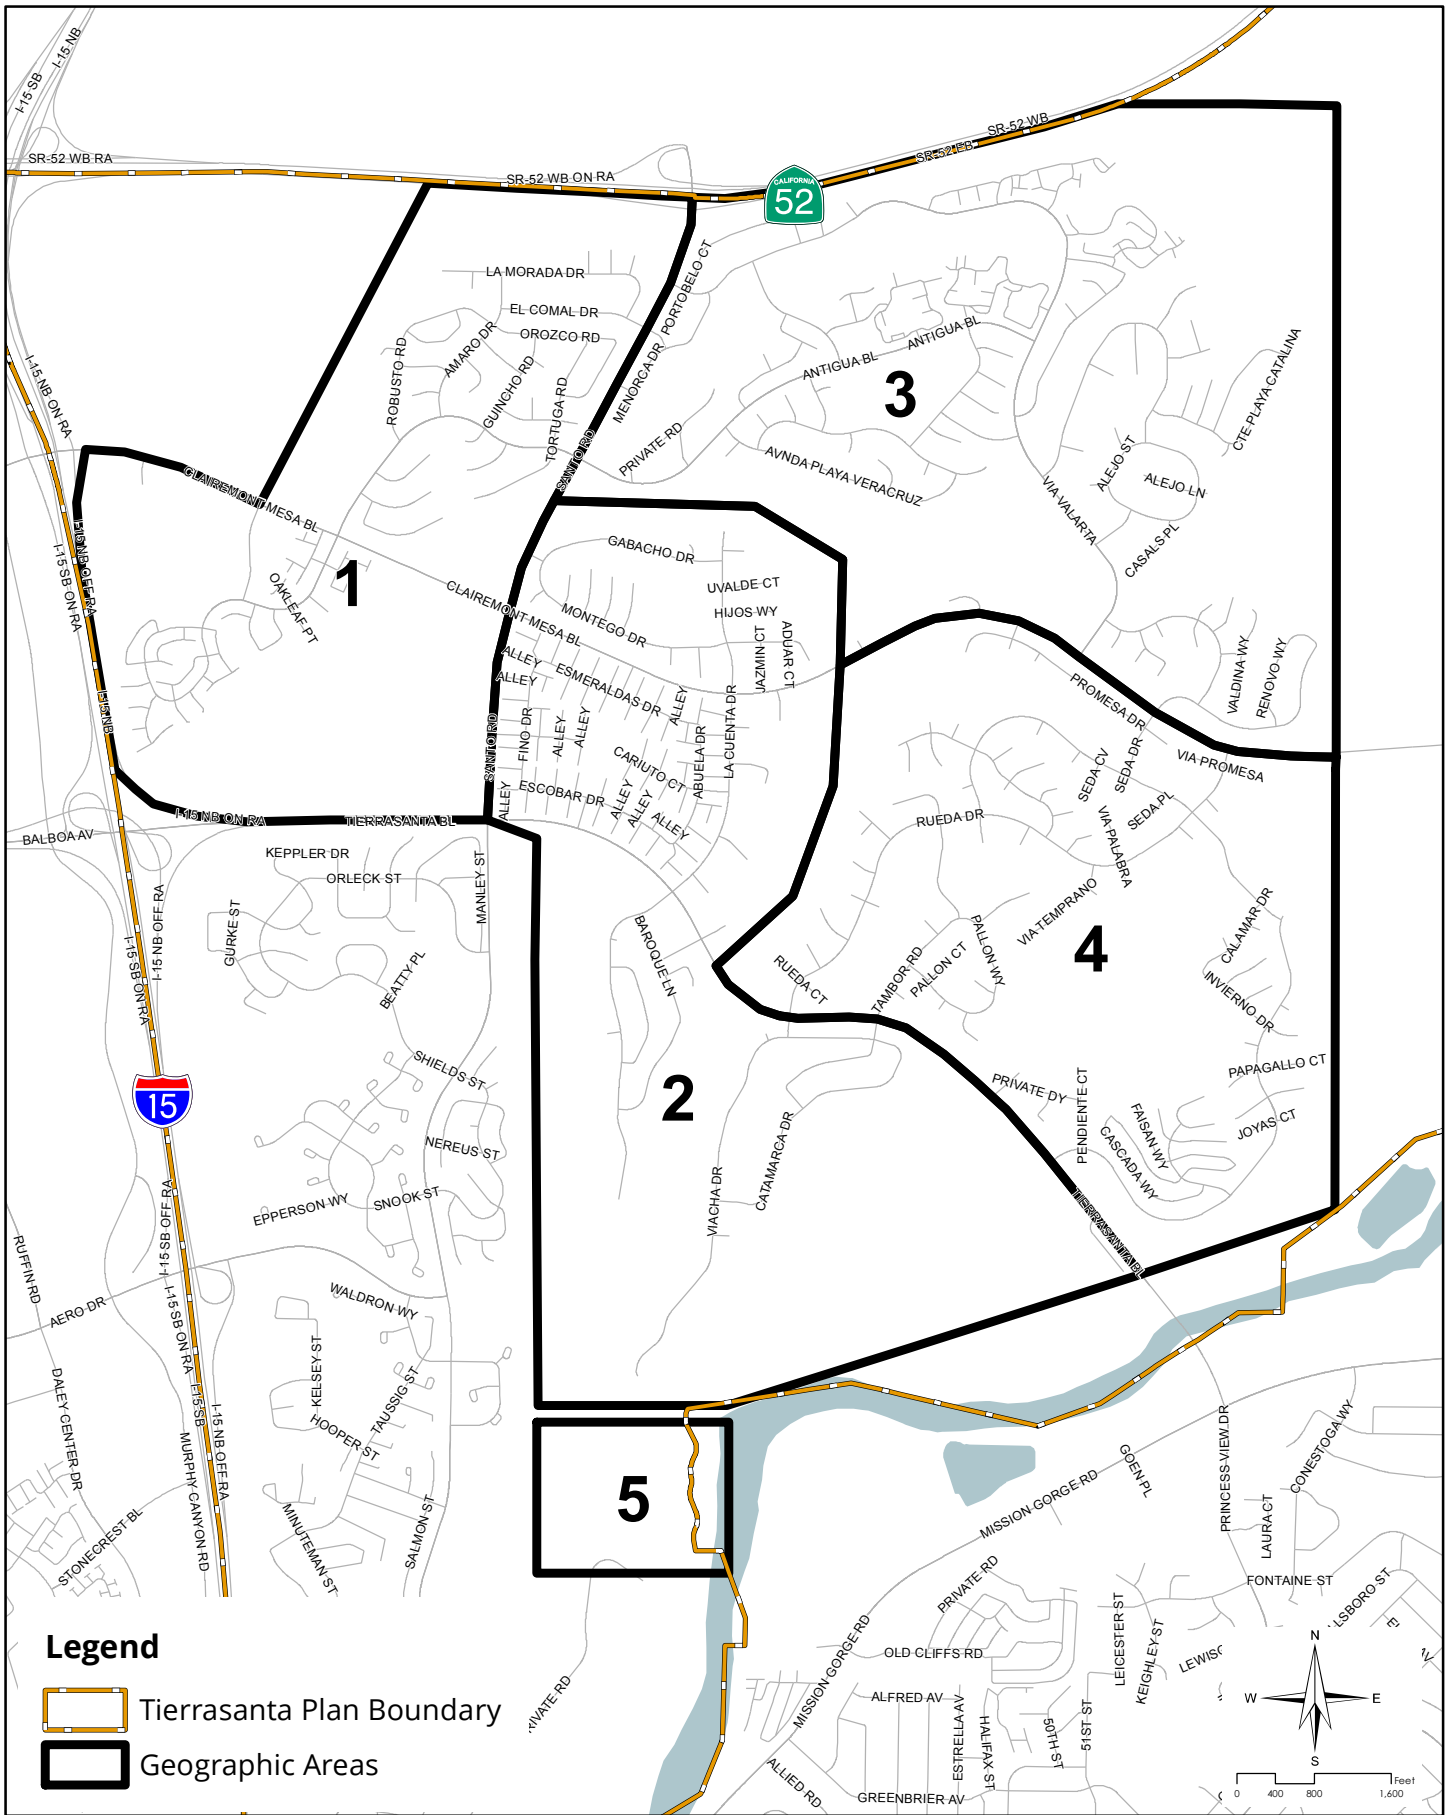 I-15 NB
I-15 SB
SR-52 WB RA
SR-52 WB ON RA
SR-52 WB
SR-52 EB
CALIFORNIA
52
LA MORADA DR
EL COMAL DR
OROZCO RD
AMARO DR
ROBUSTO RD
GUINCHO RD
TORTUGA RD
MENORCA DR
PORTOBELO CT
SANTO RD
PRIVATE RD
ANTIGUA BL
ANTIGUA BL
3
AVNDA PLAYA VERACRUZ
VIA VALARTA
ALEJO ST
ALEJO LN
CASALS PL
CTE PLAYA CATALINA
I-15 NB ON RA
CLAIREMONT MESA BL
I-15 NB OFF RA
I-15 SB ON RA
OAKLEAF PT
1
CLAIREMONT MESA BL
GABACHO DR
UVALDE CT
HIJOS WY
MONTEGO DR
JAZMIN CT
ADUAR CT
ALLEY
ALLEY
ESMERALDAS DR
ALLEY
FINO DR
ALLEY
ALLEY
CARIUTO CT
ABUELA DR
LA CUENTA DR
SANTO RD
ALLEY
ESCOBAR DR
ALLEY
ALLEY
ALLEY
VALDINA WY
RENOVO WY
PROMESA DR
VIA PROMESA
SEDA CV
SEDA DR
SEDA PL
VIA PALABRA
RUEDA DR
I-15 NB
I-15 NB ON RA
TIERRASANTA BL
BALBOA AV
KEPPLER DR
ORLECK ST
MANLEY ST
GURKE ST
I-15 NB OFF RA
I-15 SB ON RA
BEATTY PL
BAROQUE LN
RUEDA CT
TAMBOR RD
PALLON CT
PALLON WY
VIA TEMPRANO
4
CALAMAR DR
INVIERNO DR
PAPAGALLO CT
JOYAS CT
PRIVATE DY
PENDIENTE CT
FAISAN WY
CASCADA WY
TIERRASANTA BL
15
SHIELDS ST
NEREUS ST
EPPERSON WY
SNOOK ST
2
VIACHA DR
CATAMARCA DR
RUFFIN RD
AERO DR
I-15 SB OFF RA
I-15 SB ON RA
WALDRON WY
KELSEY ST
TAUSSIG ST
HOOPER ST
DALEY CENTER DR
I-15 SB
I-15 NB OFF RA
MURPHY CANYON RD
STONECREST BL
MINUTEMAN ST
SALMON ST
5
MISSION GORGE RD
GOEN PL
PRINCESS VIEW DR
CONESTOGA WY
LAURA CT
FONTAINE ST
LSBORO ST
PRIVATE RD
OLD CLIFFS RD
MISSION GORGE RD
ALFRED AV
ESTRELLA AV
HALIFAX ST
50TH ST
51ST ST
LEICESTER ST
KEIGHLEY ST
LEWIS
GREENBRIER AV
ALLIED RD
IVATE RD
Legend
Tierrasanta Plan Boundary
Geographic Areas
N
W
E
S
Feet
0 400 800 1,600